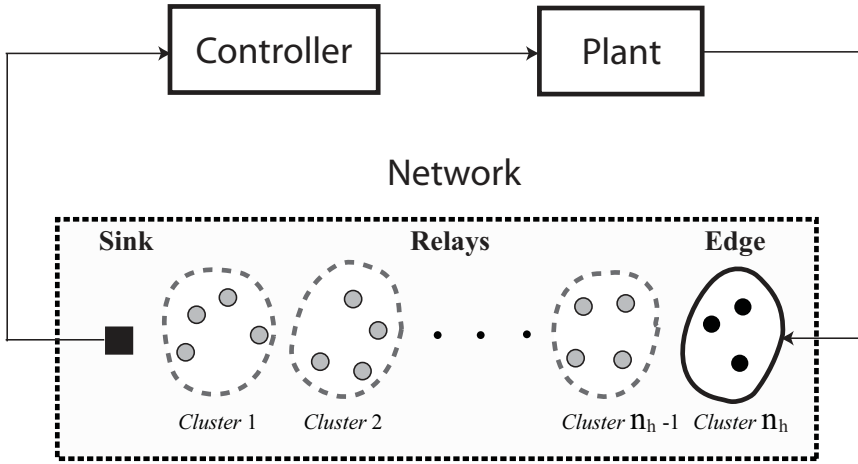 Controller
Plant
Network
Sink
Relays
Edge
Cluster 1
Cluster 2
Cluster nh -1
Cluster nh